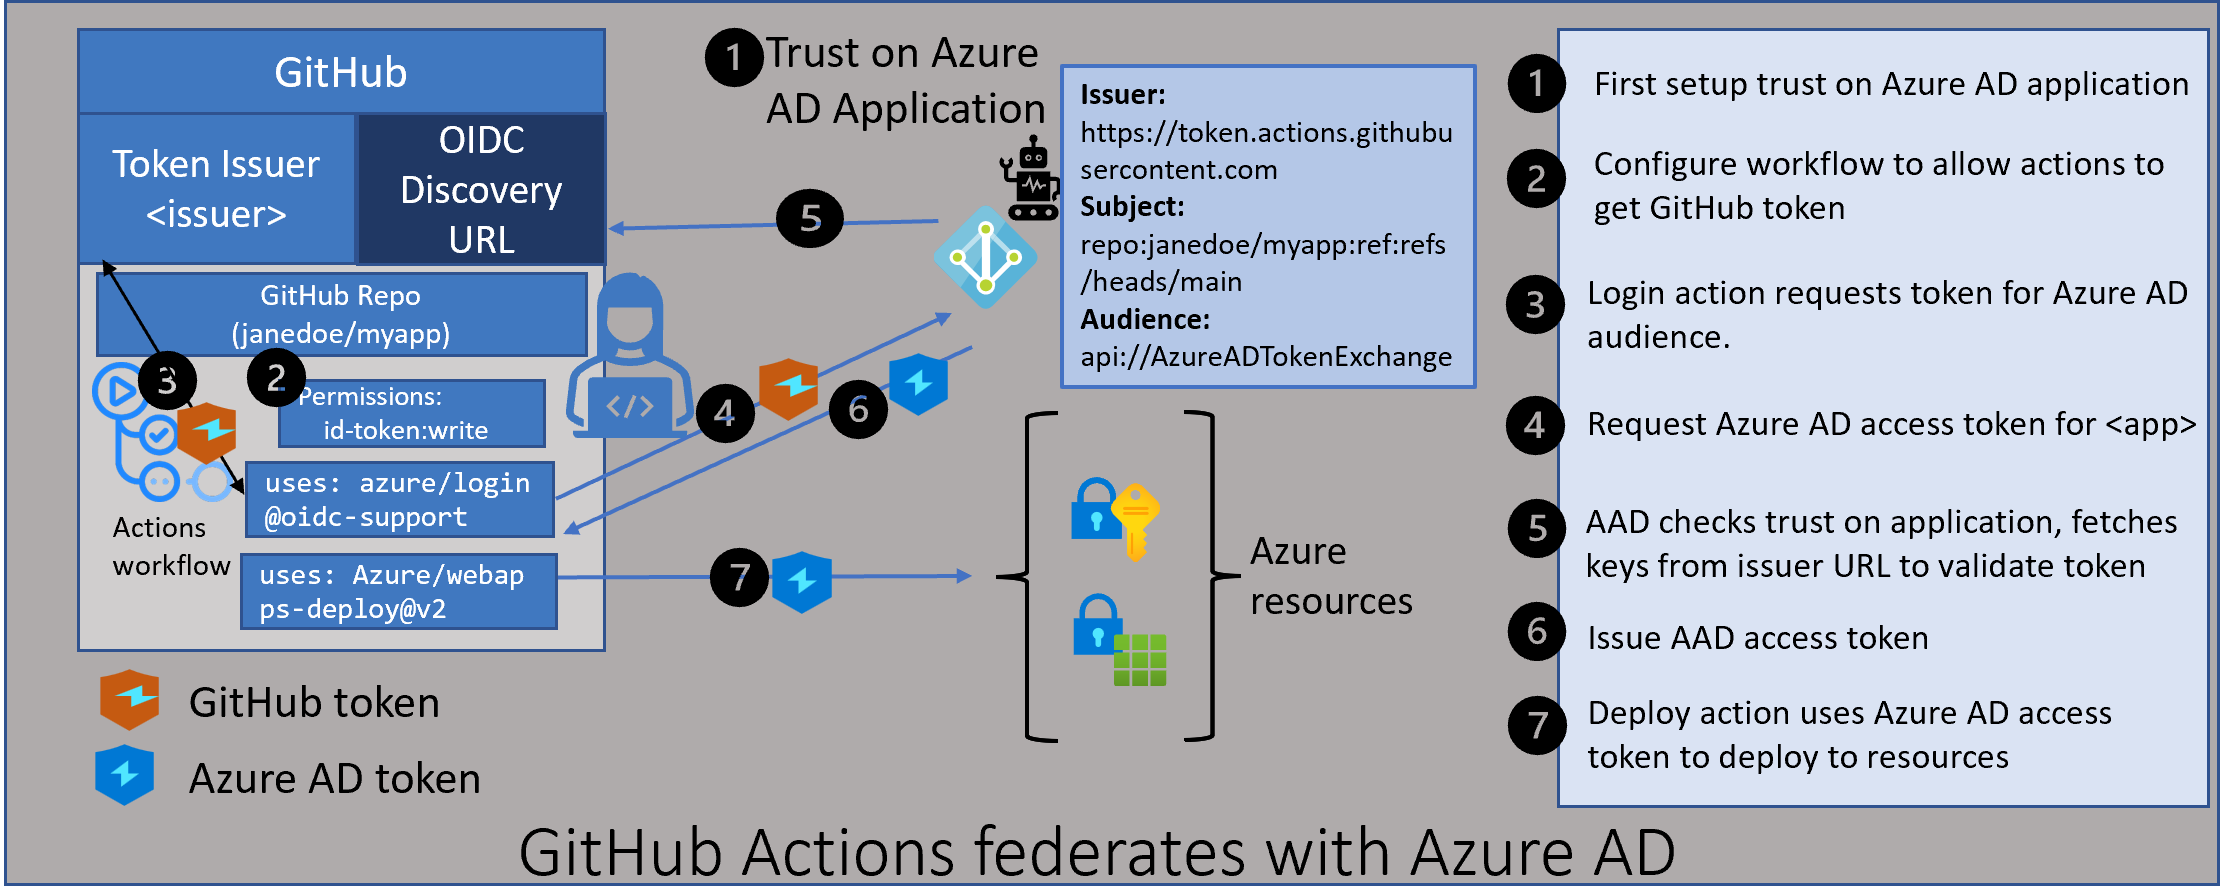 GitHub
Token Issuer
<issuer>
OIDC
Discovery
URL
GitHub Repo
(janedoe/myapp)
3
2
Permissions:
id-token:write
uses: azure/login
@oidc-support
Actions
workflow
uses: Azure/webap
ps-deploy@v2
GitHub token
Azure AD token
1
Trust on Azure
AD Application
5
4
6
7
Issuer:
https://token.actions.githubu
sercontent.com
Subject:
repo:janedoe/myapp:ref:refs
/heads/main
Audience:
api://AzureADTokenExchange
Azure
resources
1
First setup trust on Azure AD application
2
Configure workflow to allow actions to
get GitHub token
3
Login action requests token for Azure AD
audience.
4
Request Azure AD access token for <app>
5
AAD checks trust on application, fetches
keys from issuer URL to validate token
6
Issue AAD access token
7
Deploy action uses Azure AD access
token to deploy to resources
GitHub Actions federates with Azure AD